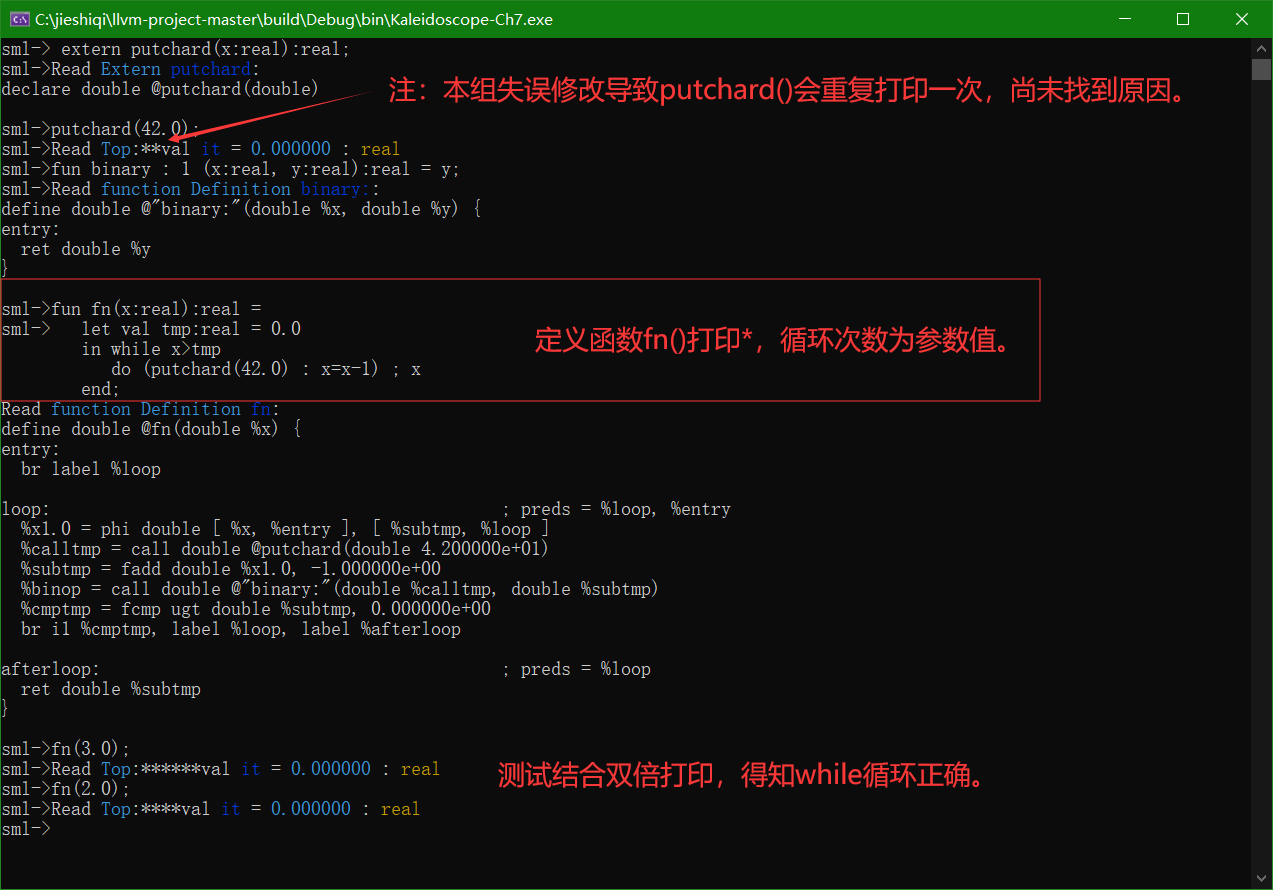 C:\jieshiqi\llvm-project-master\build\Debug\bin\Kaleidoscope-Ch7.exe
sml-> extern putchard(x:real):real;
sml->Read Extern putchard:
declare double @putchard(double)
注：本组失误修改导致putchard()会重复打印一次，尚未找到原因。
sml->putchard(42.0);
sml->Read Top:**val it = 0.000000 : real
sml->fun binary : 1 (x:real, y:real):real = y;
sml->Read function Definition binary::
define double @"binary:"(double %x, double %y) {
entry:
  ret double %y
}
sml->fun fn(x:real):real =
sml->   let val tmp:real = 0.0
        in while x>tmp
           do (putchard(42.0) : x=x-1) ; x
        end;
定义函数fn()打印*，循环次数为参数值。
Read function Definition fn:
define double @fn(double %x) {
entry:
  br label %loop
loop:                                             ; preds = %loop, %entry
  %x1.0 = phi double [ %x, %entry ], [ %subtmp, %loop ]
  %calltmp = call double @putchard(double 4.200000e+01)
  %subtmp = fadd double %x1.0, -1.000000e+00
  %binop = call double @"binary:"(double %calltmp, double %subtmp)
  %cmptmp = fcmp ugt double %subtmp, 0.000000e+00
  br i1 %cmptmp, label %loop, label %afterloop
afterloop:                                        ; preds = %loop
  ret double %subtmp
}
sml->fn(3.0);
sml->Read Top:******val it = 0.000000 : real
sml->fn(2.0);
sml->Read Top:****val it = 0.000000 : real
sml->
测试结合双倍打印，得知while循环正确。